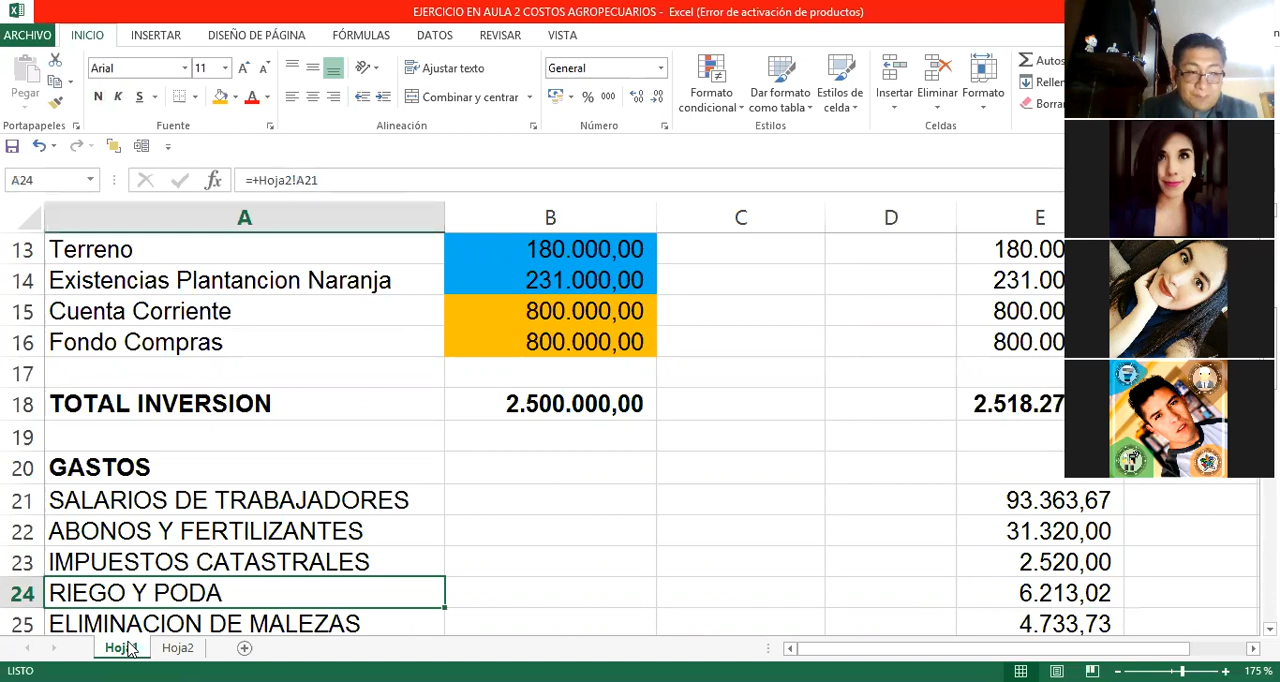 EJERCICIO EN AULA 2 COSTOS AGROPECUARIOS - Excel (Error de activación de productos)
ARCHIVO INICIO INSERTAR DISEÑO DE PÁGINA FÓRMULAS DATOS REVISAR VISTA
Pegar
Arial 11
N K S
Ajustar texto
Combinar y centrar
General
% 000
Formato condicional
Dar formato como tabla
Estilos de celda
Insertar Eliminar Formato
Autos
Rellen
Borra
Portapapeles Fuente Alineación Número Estilos Celdas
A24 fx =+Hoja2!A21
A B C D E
13 Terreno 180.000,00 180.00
14 Existencias Plantancion Naranja 231.000,00 231.00
15 Cuenta Corriente 800.000,00 800.00
16 Fondo Compras 800.000,00 800.00
17
18 TOTAL INVERSION 2.500.000,00 2.518.27
19
20 GASTOS
21 SALARIOS DE TRABAJADORES 93.363,67
22 ABONOS Y FERTILIZANTES 31.320,00
23 IMPUESTOS CATASTRALES 2.520,00
24 RIEGO Y PODA 6.213,02
25 ELIMINACION DE MALEZAS 4.733,73
Hoja1 Hoja2
LISTO 175 %